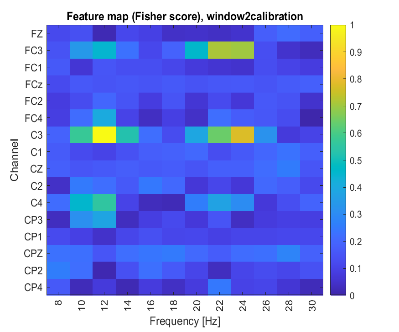 Feature map (Fisher score), window2calibration
Channel
FZ
FC3
FC1
FCz
FC2
FC4
C3
C1
CZ
C2
C4
CP3
CP1
CPZ
CP2
CP4
8 10 12 14 16 18 20 22 24 26 28 30
Frequency [Hz]
1
0.9
0.8
0.7
0.6
0.5
0.4
0.3
0.2
0.1
0